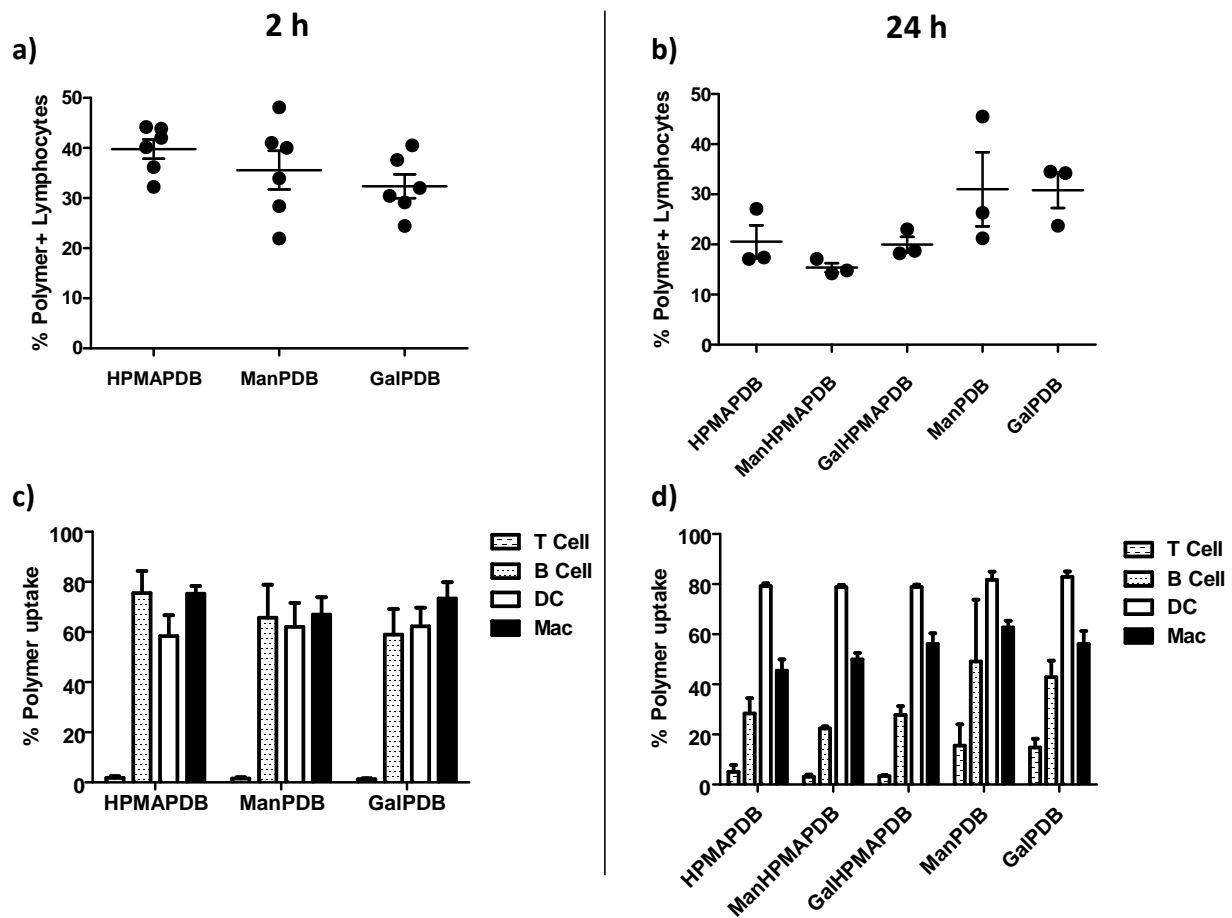 2 h
24 h
a)
% Polymer+ Lymphocytes
50
40
30
20
10
0
HPMAPDB ManPDB GalPDB
b)
% Polymer+ Lymphocytes
50
40
30
20
10
0
HPMAPDB
ManHPMAPDB
GalHPMAPDB
ManPDB
GalPDB
c)
% Polymer uptake
100
80
60
40
20
0
HPMAPDB ManPDB GalPDB
T Cell
B Cell
DC
Mac
d)
% Polymer uptake
100
80
60
40
20
0
HPMAPDB
ManHPMAPDB
GalHPMAPDB
ManPDB
GalPDB
T Cell
B Cell
DC
Mac